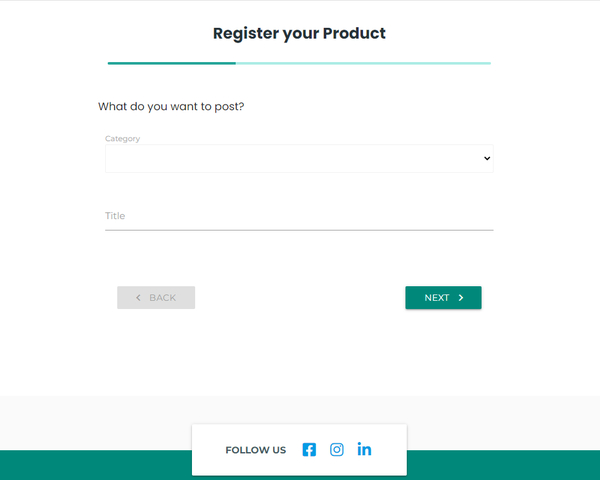 Register your Product
What do you want to post?
Category
Title
BACK
NEXT
FOLLOW US